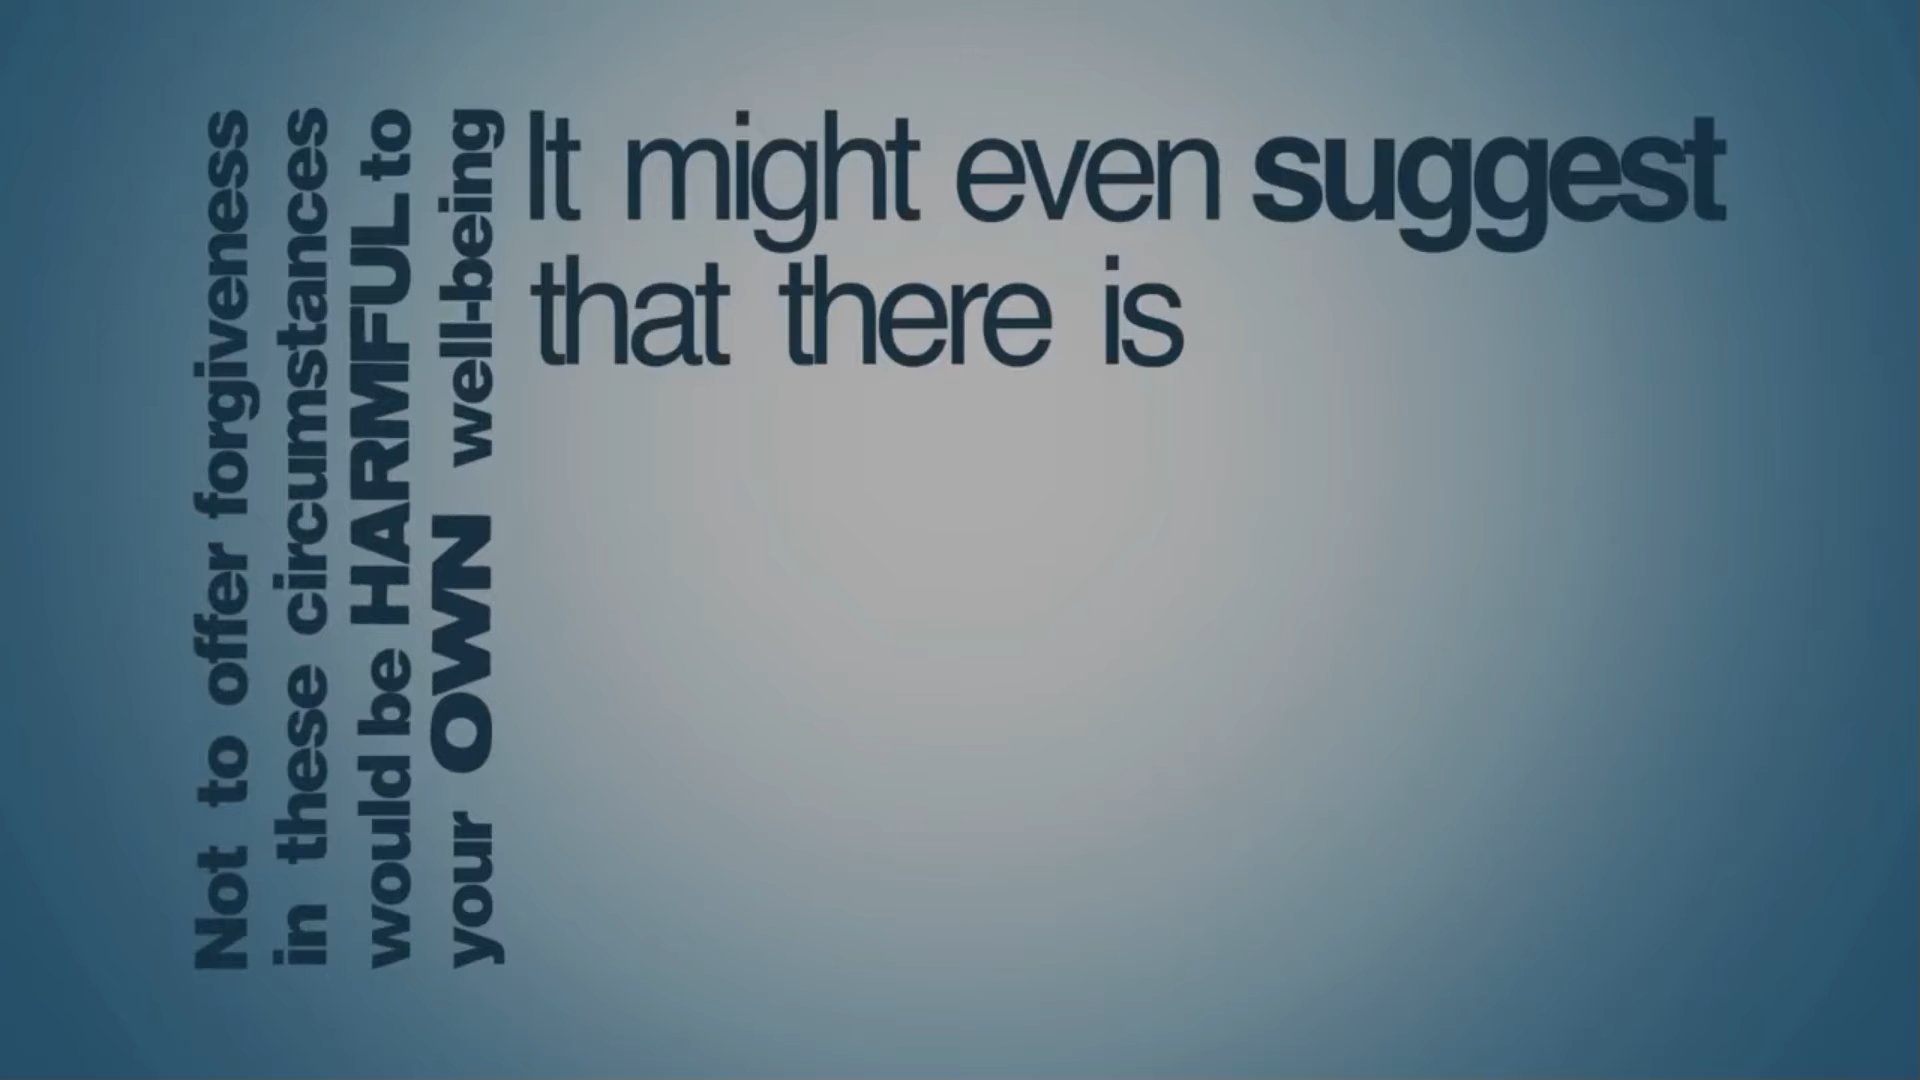 Not to offer forgiveness
in these circumstances
would be HARMFUL to
your OWN well-being
It might even suggest
that there is